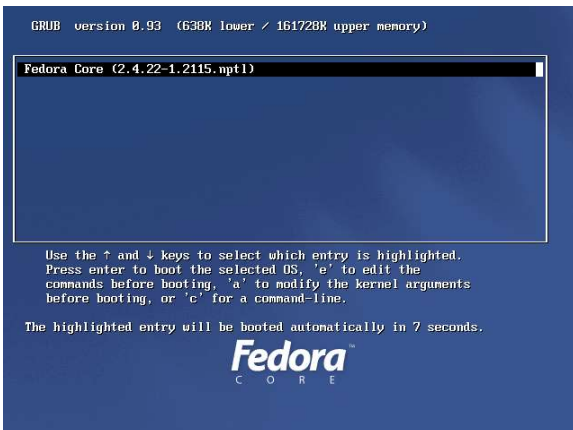 GRUB version 0.93 (638K lower / 161728K upper memory)
Fedora Core (2.4.22-1.2115.nptl)
Use the ↑ and ↓ keys to select which entry is highlighted.
Press enter to boot the selected OS, 'e' to edit the
commands before booting, 'a' to modify the kernel arguments
before booting, or 'c' for a command-line.
The highlighted entry will be booted automatically in 7 seconds.
Fedora™
CORE